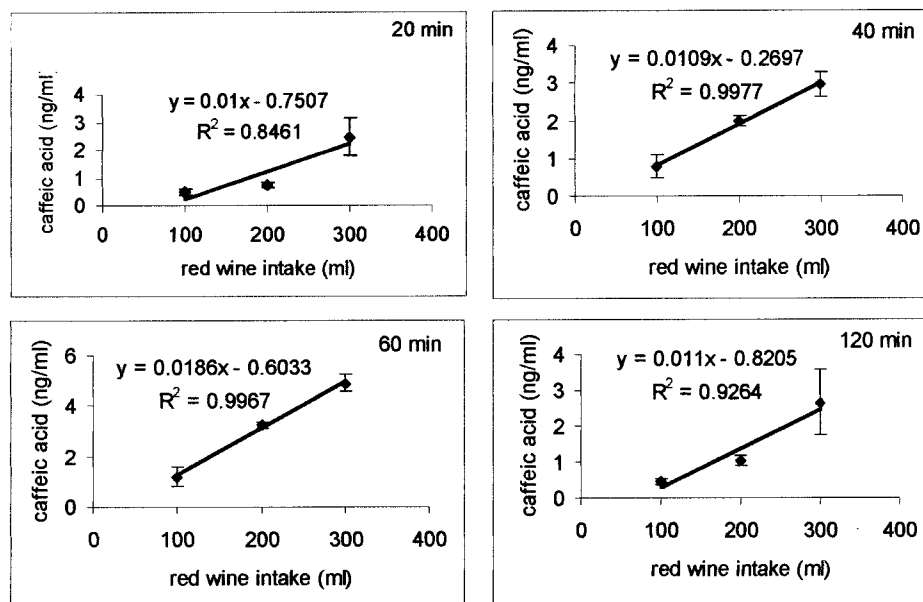 20 min
y = 0.01x - 0.7507
R² = 0.8461
caffeic acid (ng/ml)
4
3
2
1
0
0 100 200 300 400
red wine intake (ml)
40 min
y = 0.0109x - 0.2697
R² = 0.9977
caffeic acid (ng/ml)
4
3
2
1
0
0 100 200 300 400
red wine intake (ml)
60 min
y = 0.0186x - 0.6033
R² = 0.9967
caffeic acid (ng/ml)
6
4
2
0
0 100 200 300 400
red wine intake (ml)
120 min
y = 0.011x - 0.8205
R² = 0.9264
caffeic acid (ng/ml)
4
3
2
1
0
0 100 200 300 400
red wine intake (ml)